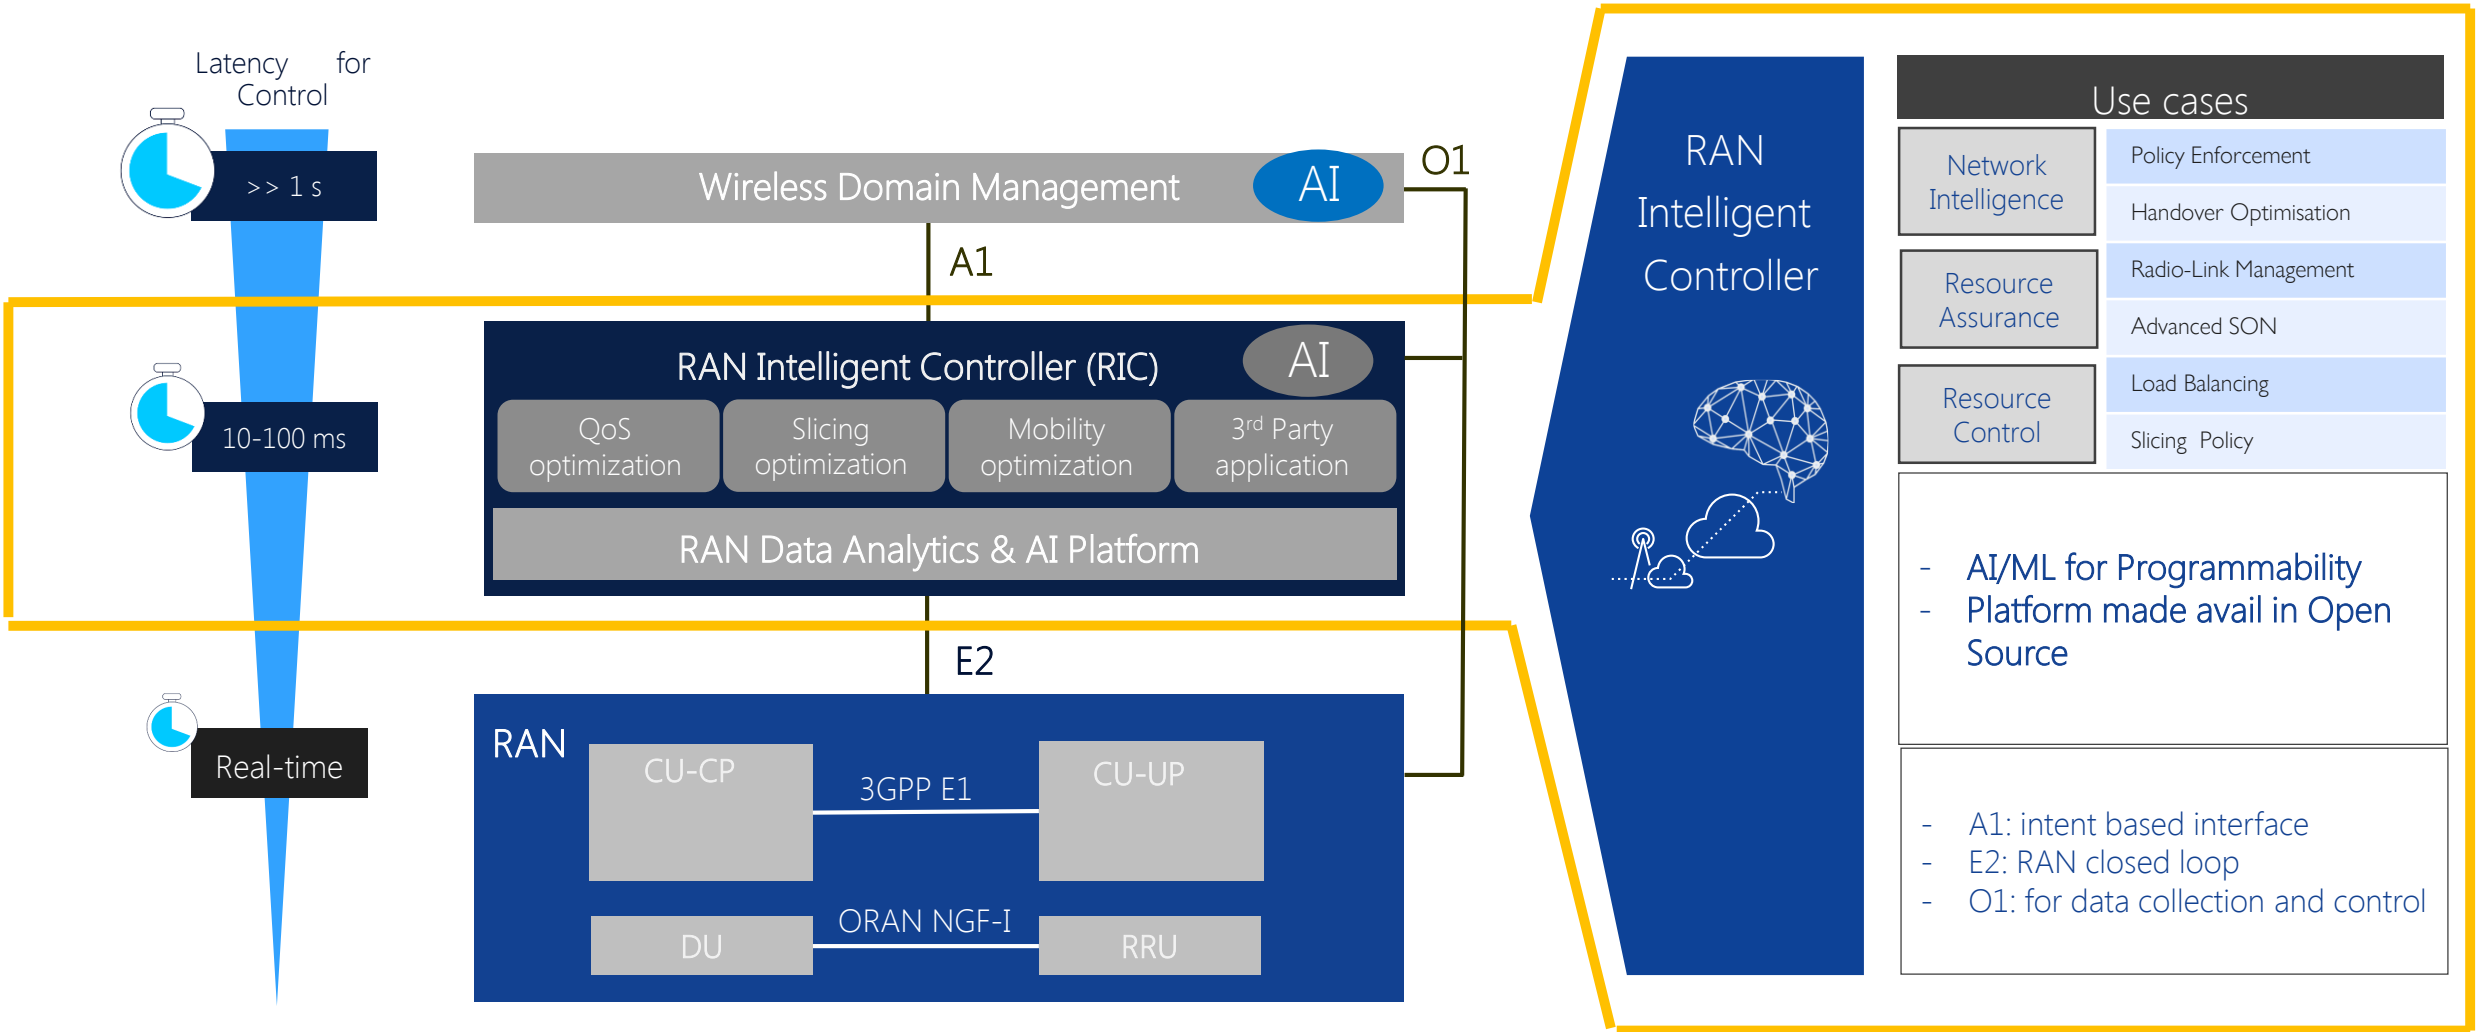 Latency for
Control
>> 1 s
10-100 ms
Real-time
Wireless Domain Management
AI
O1
A1
RAN Intelligent Controller (RIC)
AI
QoS
optimization
Slicing
optimization
Mobility
optimization
3rd Party
application
RAN Data Analytics & AI Platform
E2
RAN
CU-CP
3GPP E1
CU-UP
DU
ORAN NGF-I
RRU
RAN
Intelligent
Controller
Use cases
Network
Intelligence
Resource
Assurance
Resource
Control
Policy Enforcement
Handover Optimisation
Radio-Link Management
Advanced SON
Load Balancing
Slicing Policy
- AI/ML for Programmability
- Platform made avail in Open
Source
- A1: intent based interface
- E2: RAN closed loop
- O1: for data collection and control